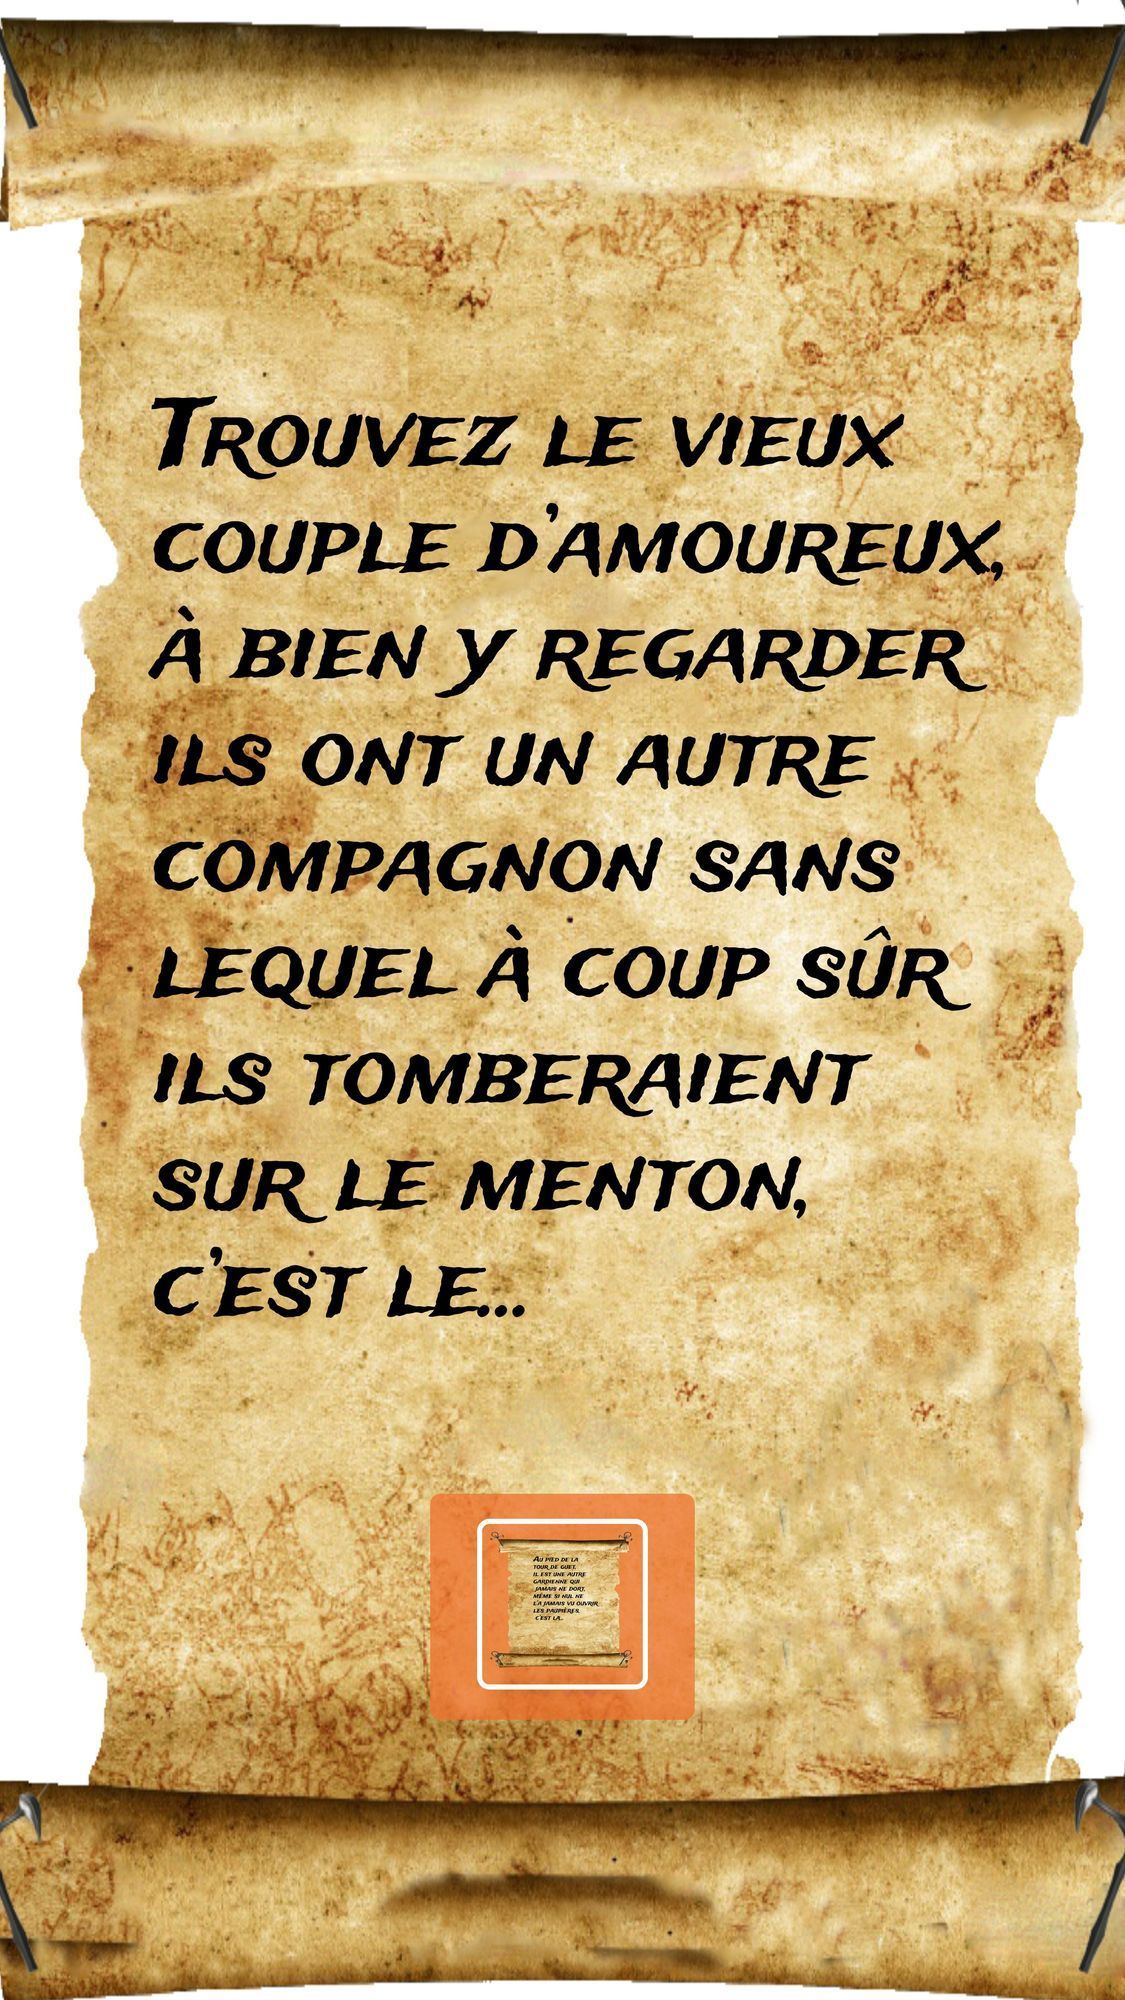 Trouvez le vieux
couple d'amoureux,
à bien y regarder
ils ont un autre
compagnon sans
lequel à coup sûr
ils tomberaient
sur le menton,
c'est le...
Au pied de la
tour de guet,
il est une autre
gardienne qui
jamais ne dort,
même si nul ne
l'a jamais vu ouvrir
les paupières,
c'est la...